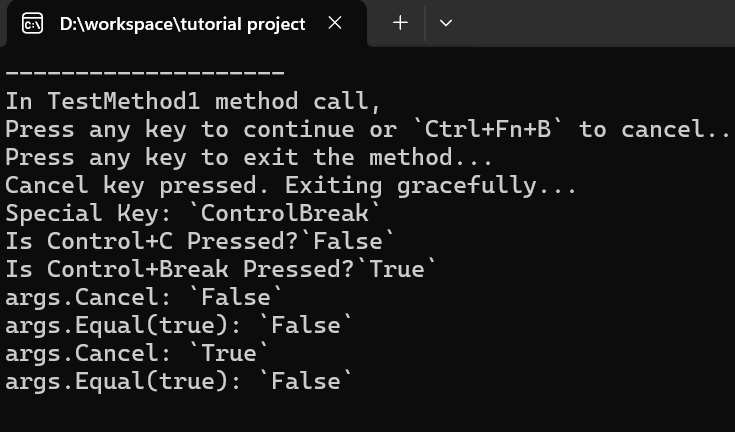 D:\workspace\tutorial project
--------------------
In TestMethod1 method call,
Press any key to continue or `Ctrl+Fn+B` to cancel..
Press any key to exit the method...
Cancel key pressed. Exiting gracefully...
Special Key: `ControlBreak`
Is Control+C Pressed?`False`
Is Control+Break Pressed?`True`
args.Cancel: `False`
args.Equal(true): `False`
args.Cancel: `True`
args.Equal(true): `False`